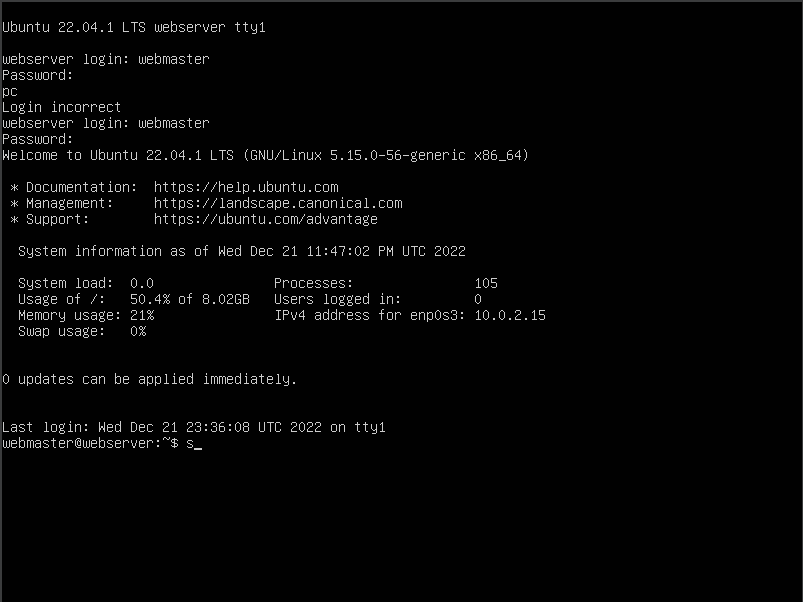 Ubuntu 22.04.1 LTS webserver tty1
webserver login: webmaster
Password:
pc
Login incorrect
webserver login: webmaster
Password:
Welcome to Ubuntu 22.04.1 LTS (GNU/Linux 5.15.0-56-generic x86_64)
* Documentation:  https://help.ubuntu.com
* Management:     https://landscape.canonical.com
* Support:        https://ubuntu.com/advantage
System information as of Wed Dec 21 11:47:02 PM UTC 2022
System load:  0.0               Processes:               105
Usage of /:   50.4% of 8.02GB   Users logged in:         0
Memory usage: 21%               IPv4 address for enp0s3: 10.0.2.15
Swap usage:   0%
0 updates can be applied immediately.
Last login: Wed Dec 21 23:36:08 UTC 2022 on tty1
webmaster@webserver:~$ s_